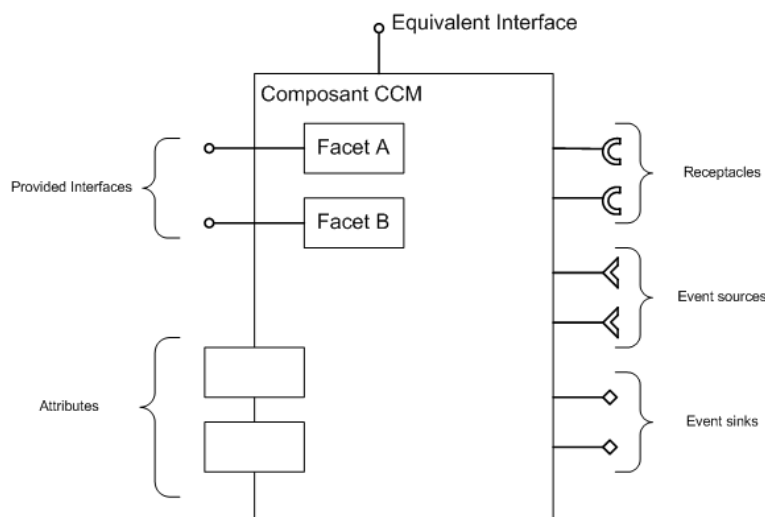 Equivalent Interface
Composant CCM
Facet A
Provided Interfaces
Receptacles
Facet B
Event sources
Attributes
Event sinks